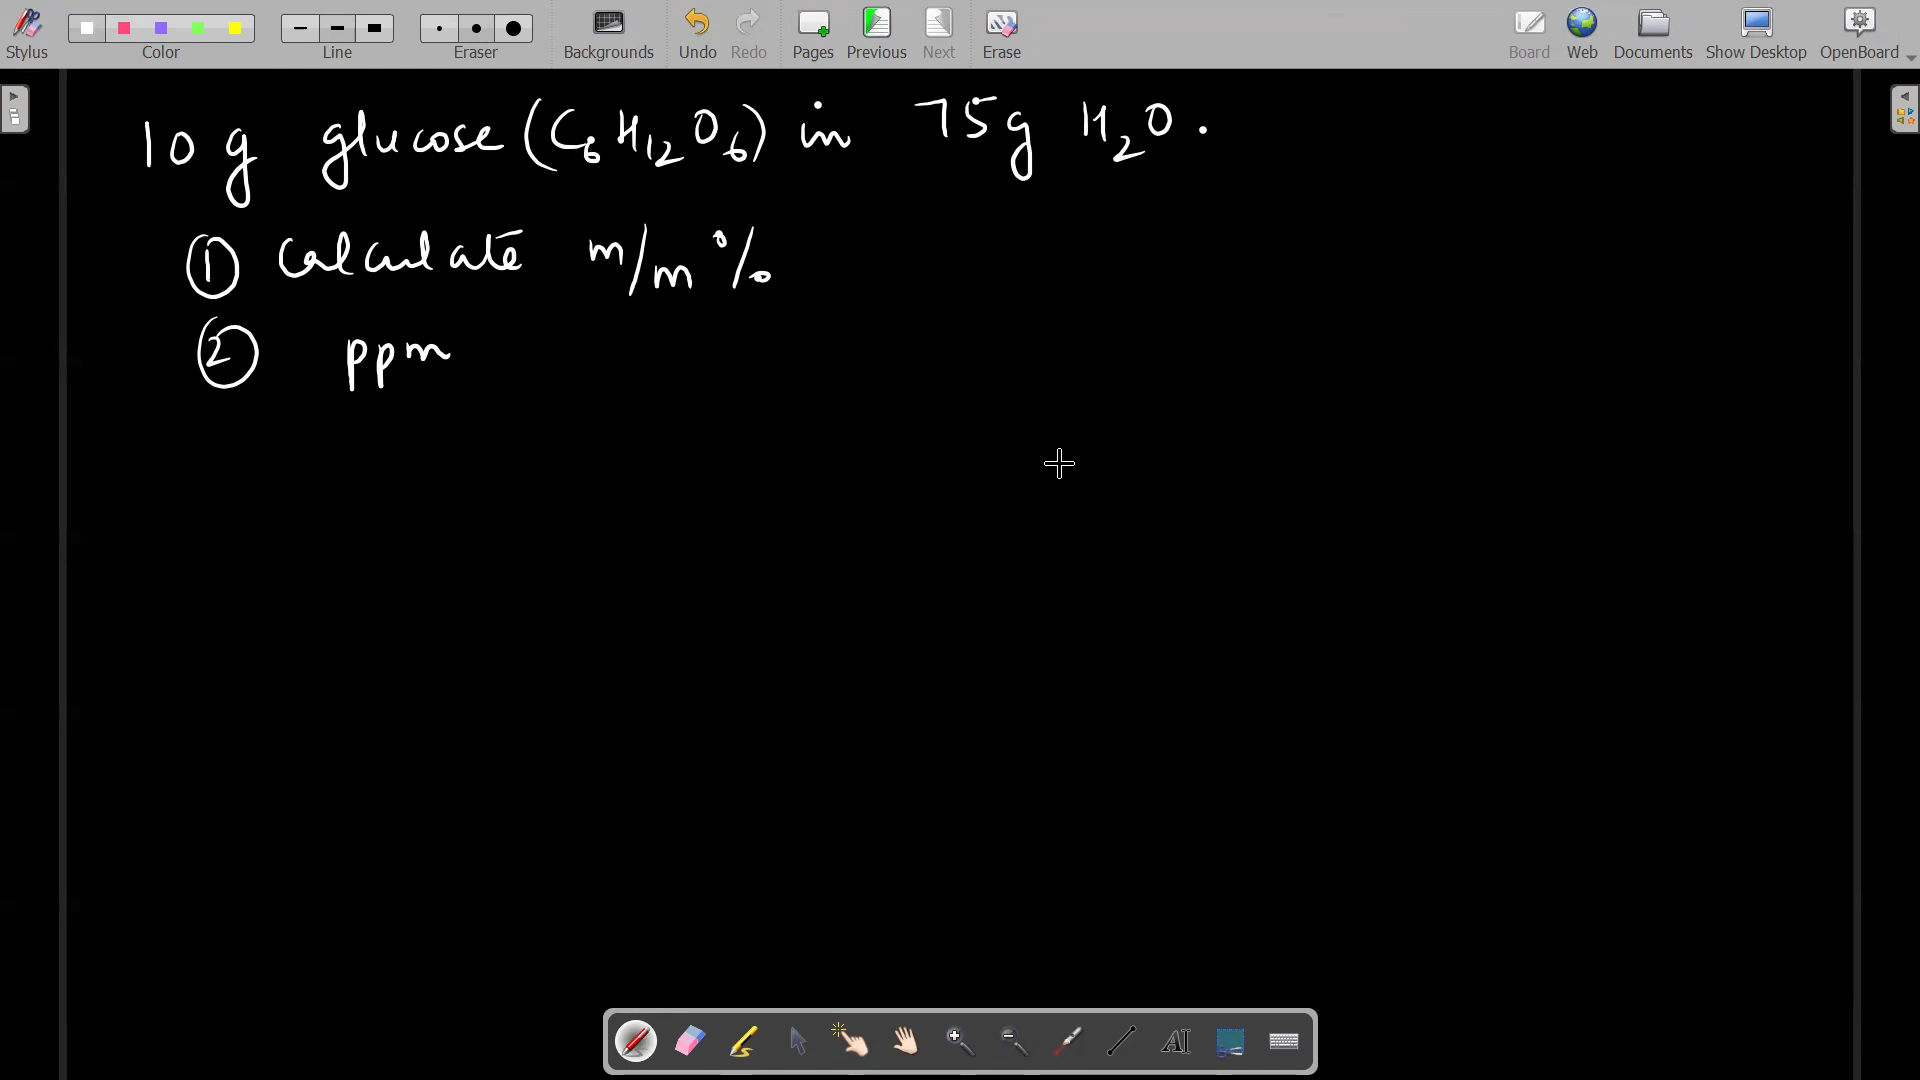 Stylus Color Line Eraser Backgrounds Undo Redo Pages Previous Next Erase Board Web Documents Show Desktop OpenBoard
10 g glucose (C₆H₁₂O₆) in 75g H₂O.
① Calculate m/m %
② ppm
AI